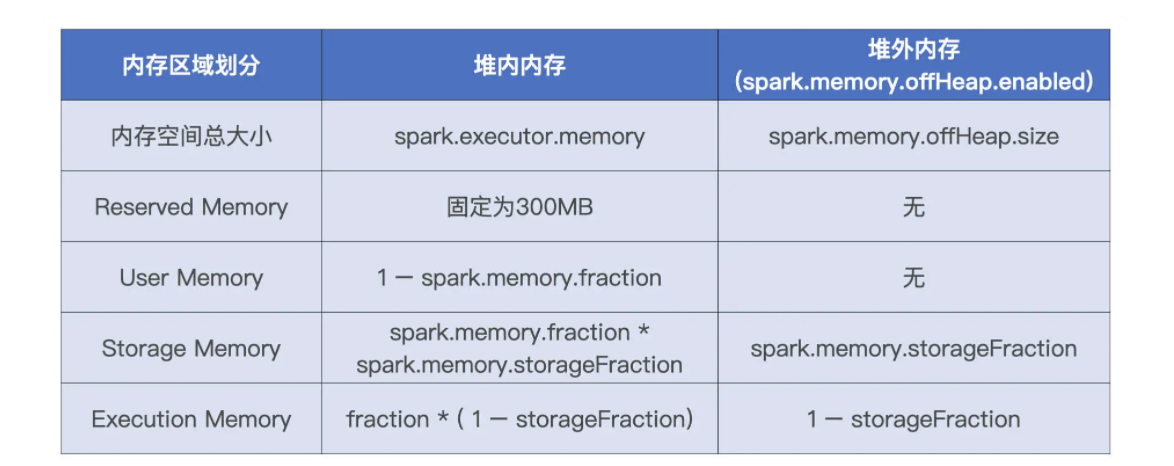 内存区域划分
堆内内存
堆外内存
(spark.memory.offHeap.enabled)
内存空间总大小
spark.executor.memory
spark.memory.offHeap.size
Reserved Memory
固定为300MB
无
User Memory
1 — spark.memory.fraction
无
Storage Memory
spark.memory.fraction *
spark.memory.storageFraction
spark.memory.storageFraction
Execution Memory
fraction * ( 1 — storageFraction)
1 — storageFraction